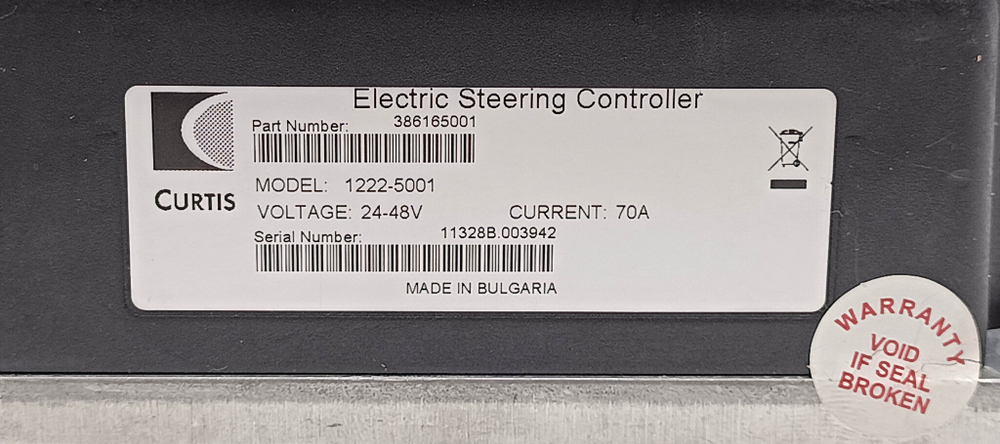 Electric Steering Controller
Part Number: 386165001
MODEL: 1222-5001
CURTIS
VOLTAGE: 24-48V CURRENT: 70A
Serial Number: 11328B.003942
MADE IN BULGARIA
WARRANTY
VOID
IF SEAL
BROKEN